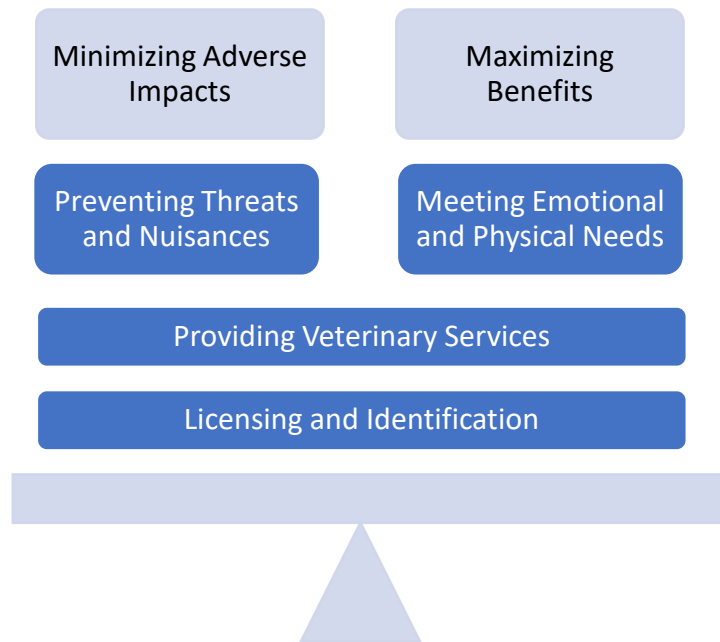 Minimizing Adverse
Impacts
Maximizing
Benefits
Preventing Threats
and Nuisances
Meeting Emotional
and Physical Needs
Providing Veterinary Services
Licensing and Identification